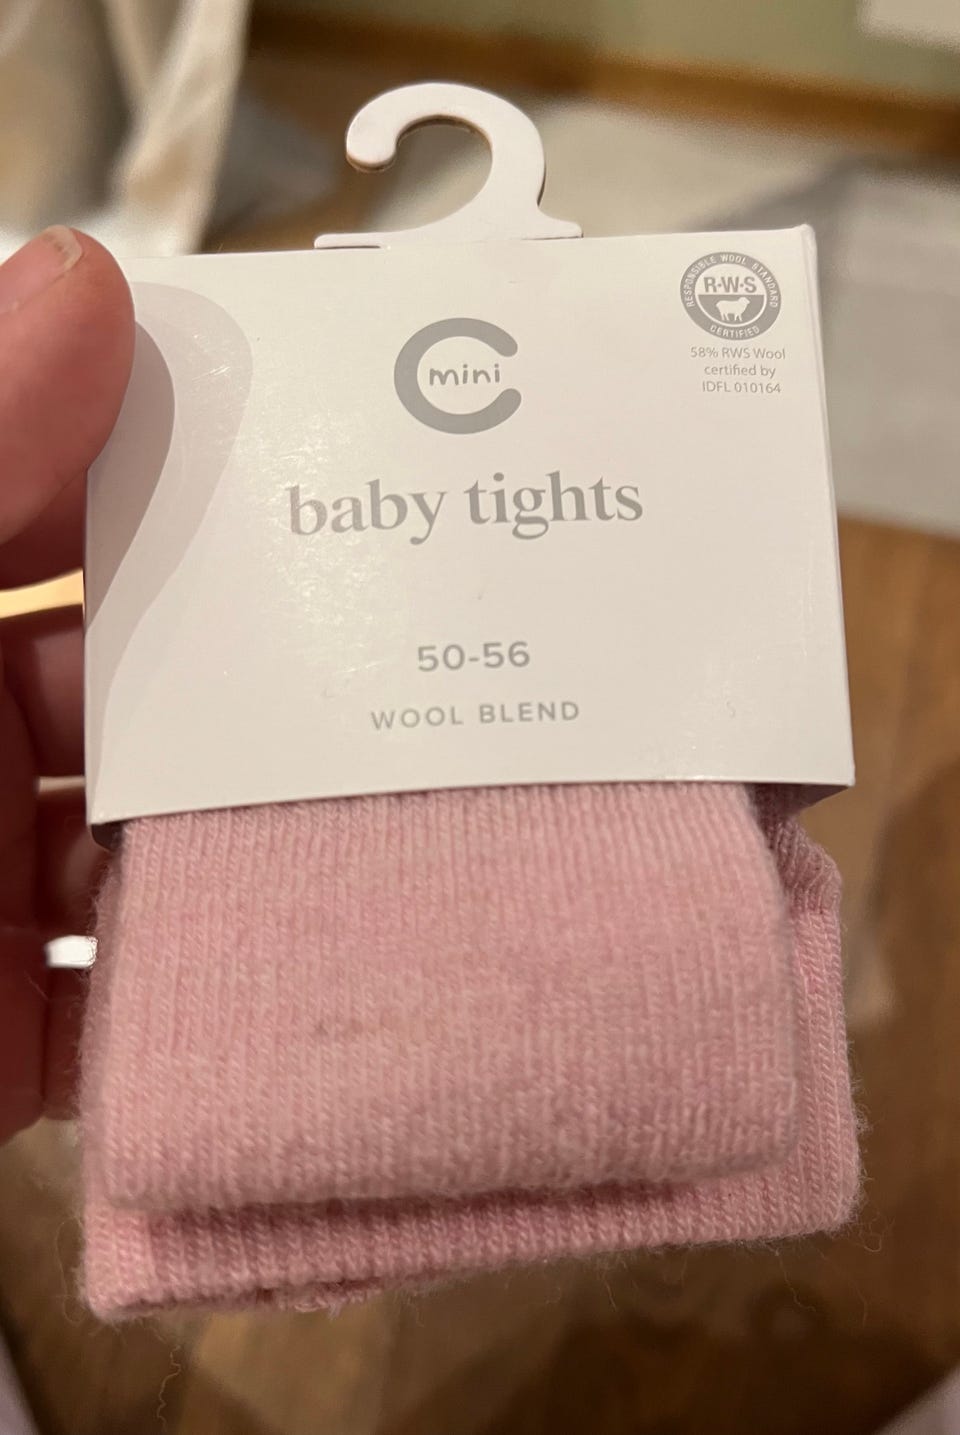 RESPONSIBLE WOOL STANDARD
R·W·S
CERTIFIED
58% RWS Wool
certified by
IDFL 010164
mini
baby tights
50-56
WOOL BLEND